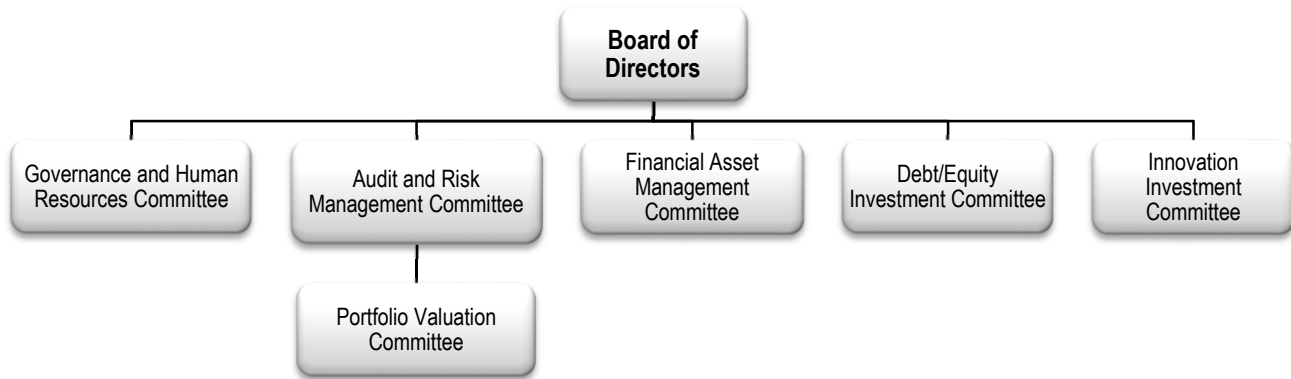 Board of
Directors
Governance and Human
Resources Committee
Audit and Risk
Management Committee
Financial Asset
Management
Committee
Debt/Equity
Investment Committee
Innovation
Investment
Committee
Portfolio Valuation
Committee